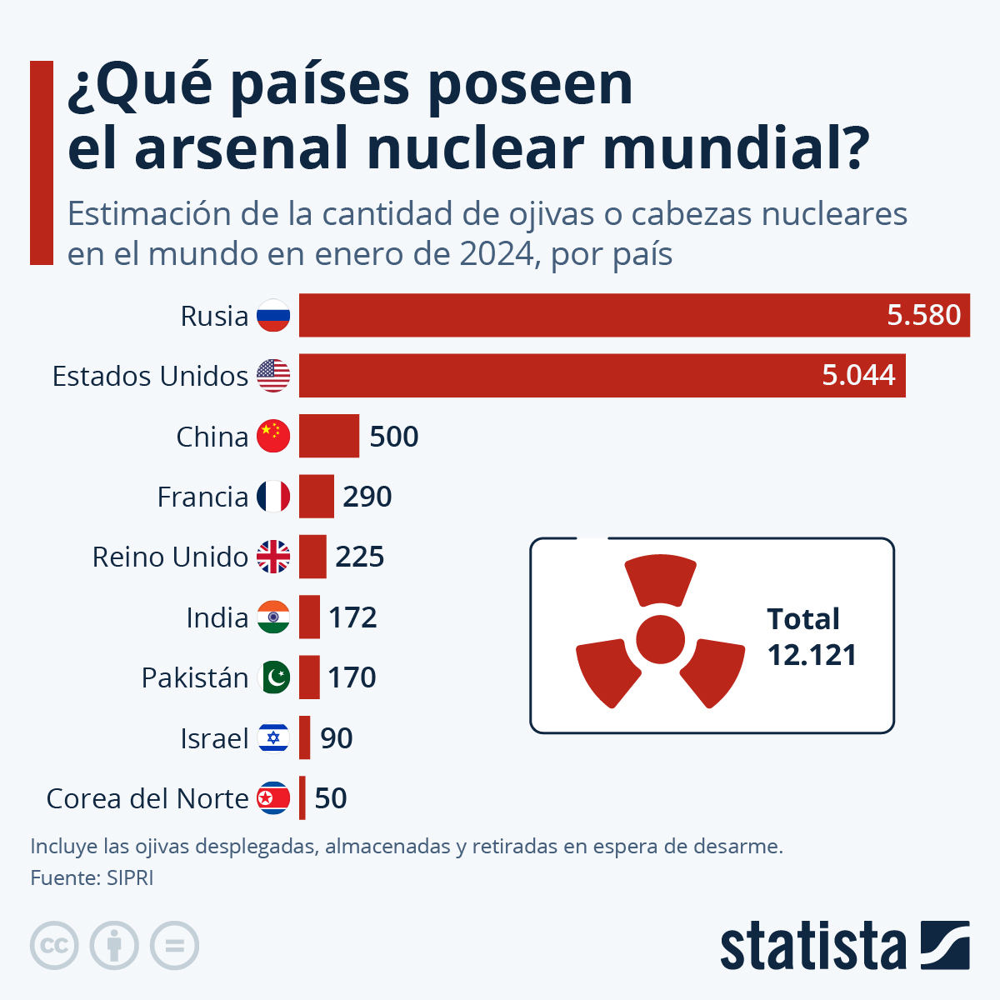 ¿Qué países poseen
el arsenal nuclear mundial?
Estimación de la cantidad de ojivas o cabezas nucleares
en el mundo en enero de 2024, por país
Rusia 5.580
Estados Unidos 5.044
China 500
Francia 290
Reino Unido 225
India 172
Pakistán 170
Israel 90
Corea del Norte 50
Total
12.121
Incluye las ojivas desplegadas, almacenadas y retiradas en espera de desarme.
Fuente: SIPRI
cc
statista